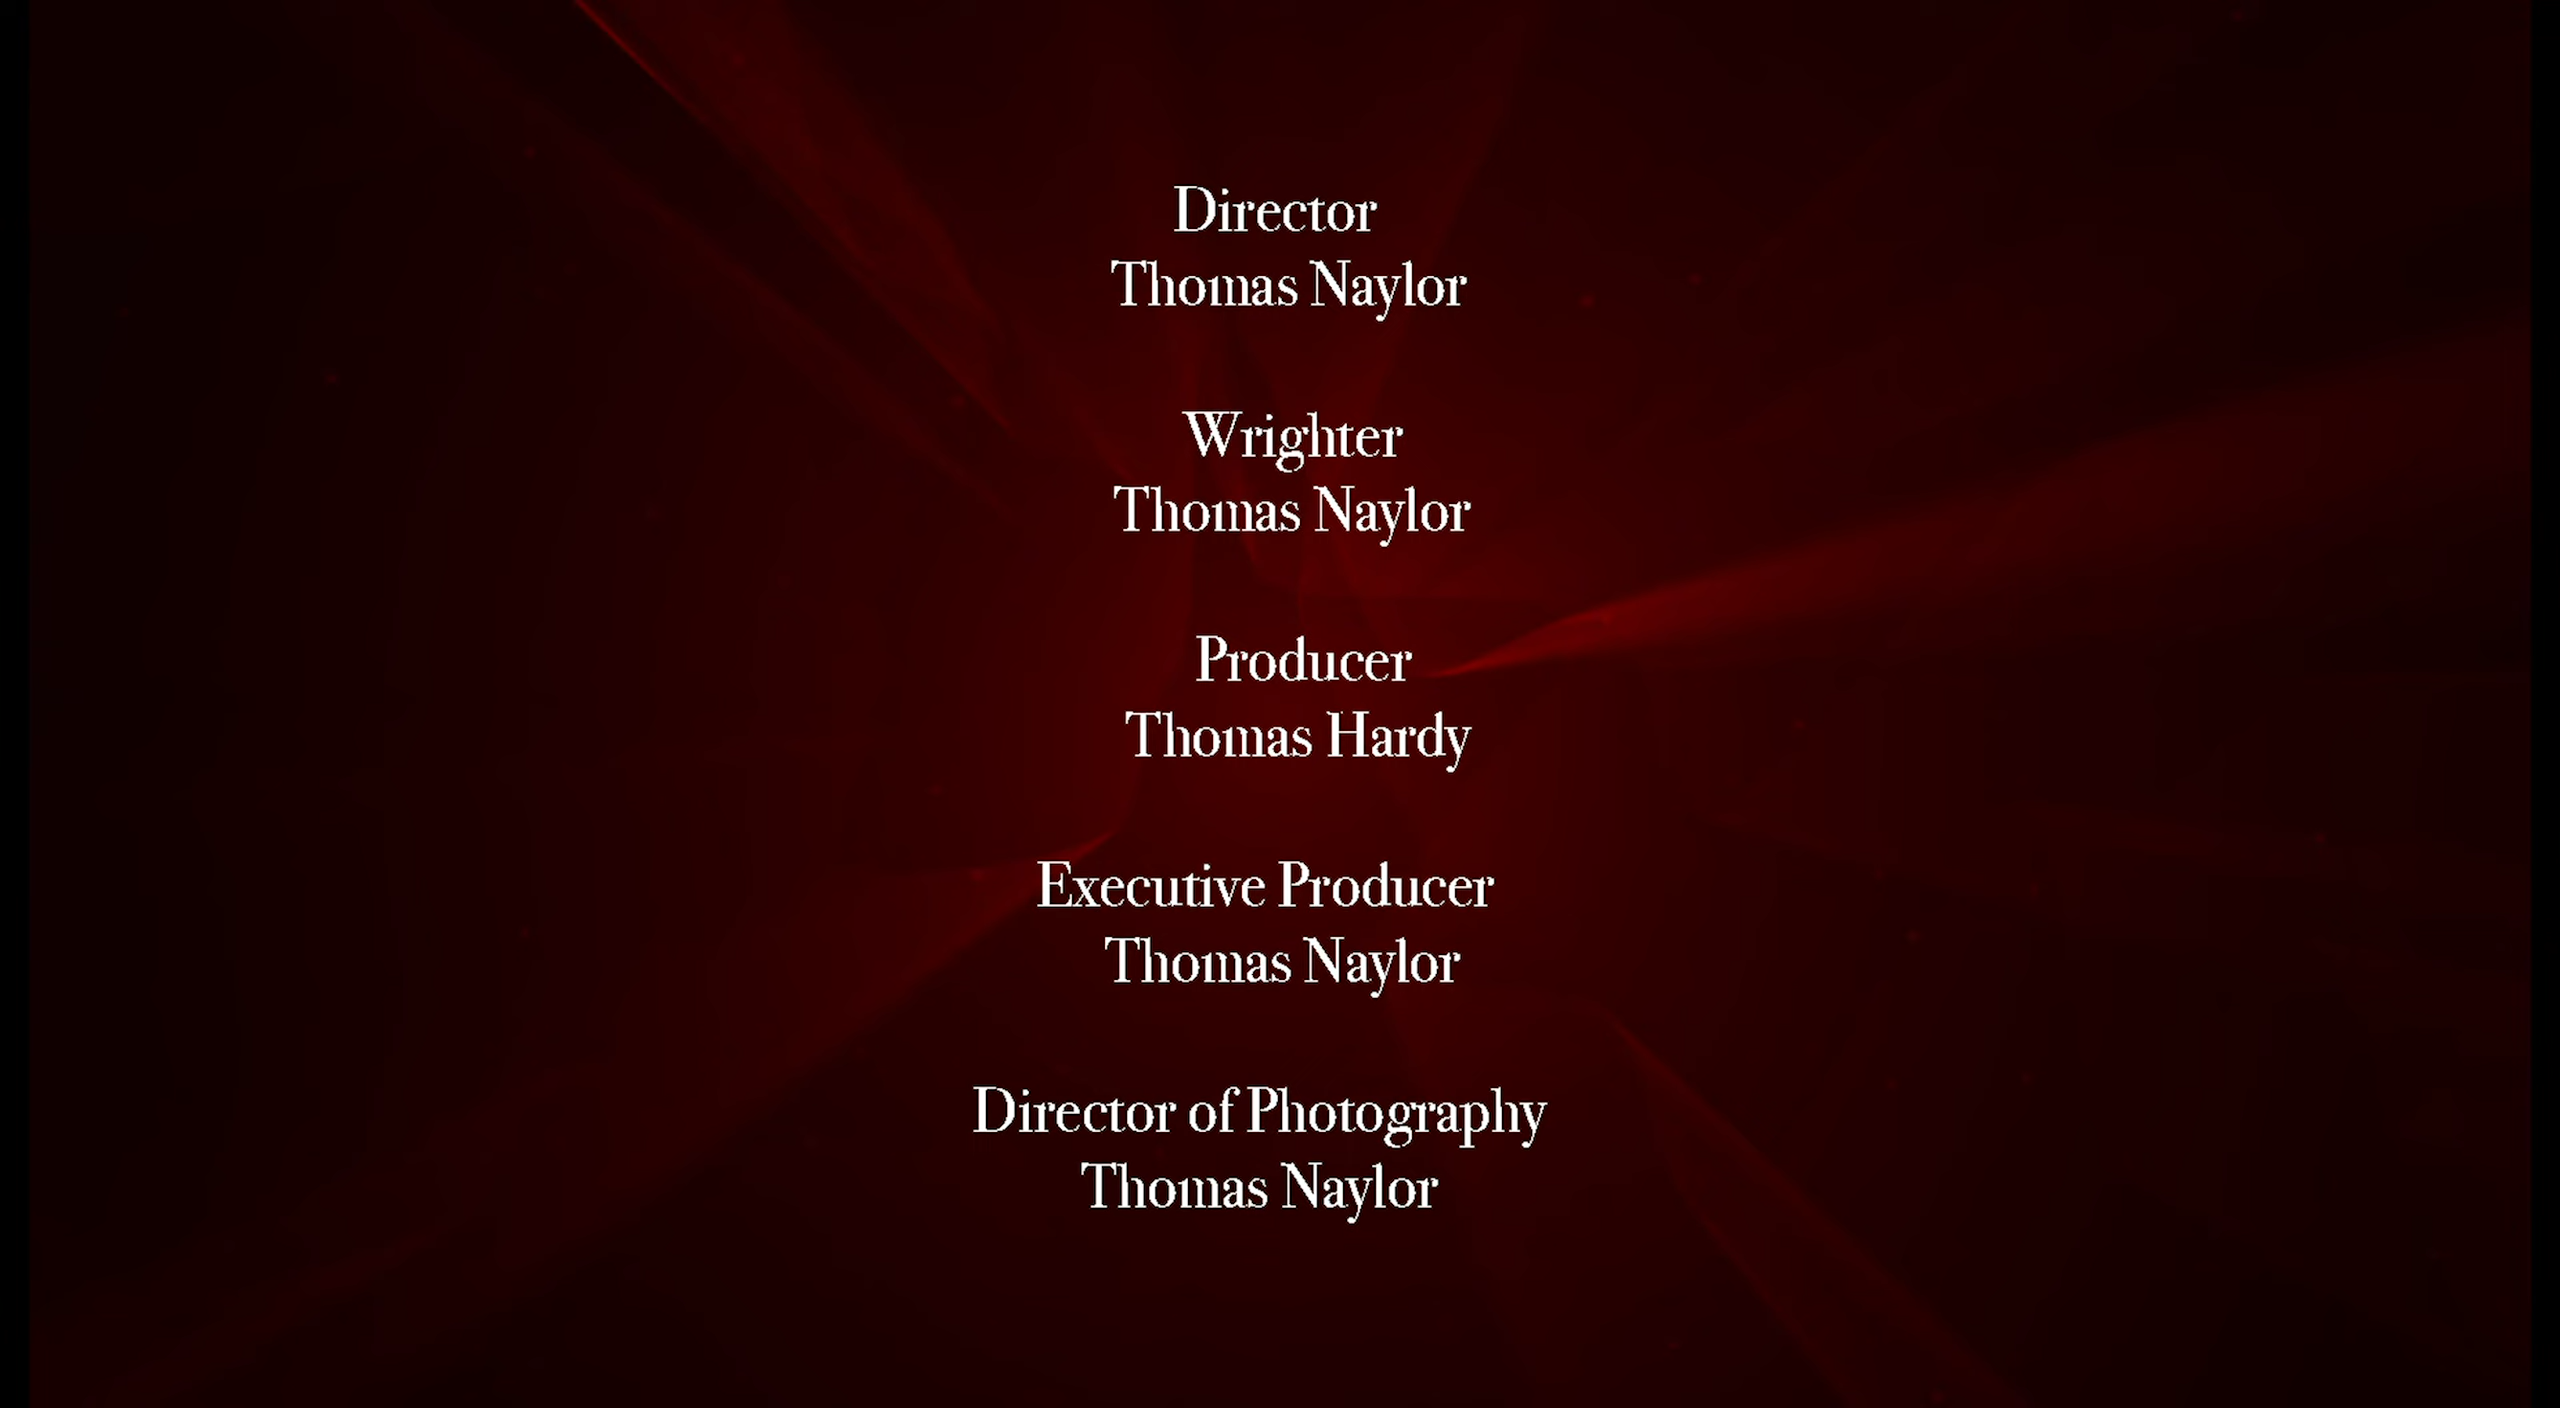 Director
Thomas Naylor
Wrighter
Thomas Naylor
Producer
Thomas Hardy
Executive Producer
Thomas Naylor
Director of Photography
Thomas Naylor